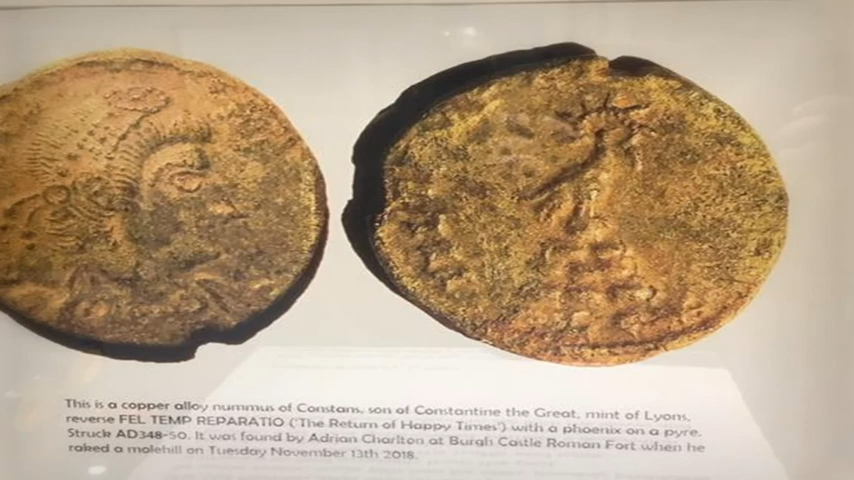 This is a copper alloy nummus of Constans, son of Constantine the Great, mint of Lyons,
reverse FEL TEMP REPARATIO ('The Return of Happy Times') with a phoenix on a pyre.
Struck AD348-50. It was found by Adrian Charlton at Burgh Castle Roman Fort when he
raked a molehill on Tuesday November 13th 2018.